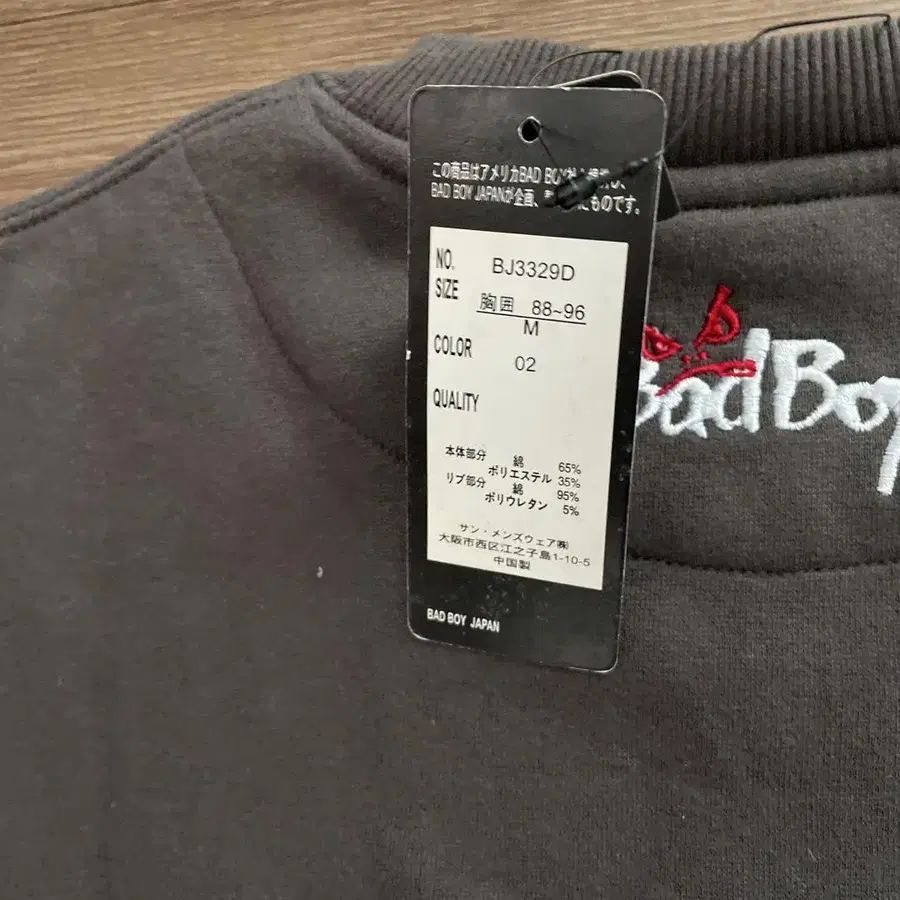 この商品はアメリカBAD BOY
BAD BOY JAPANが企画、 ものです。
NO. BJ3329D
SIZE 胸囲 88~96
M
COLOR 02
QUALITY
本体部分 綿 65%
ポリエステル 35%
リブ部分 綿 95%
ポリウレタン 5%
サン・メンズウェア㈱
大阪市西区江之子島1-10-5
中国製
BAD BOY JAPAN
Bad Boy